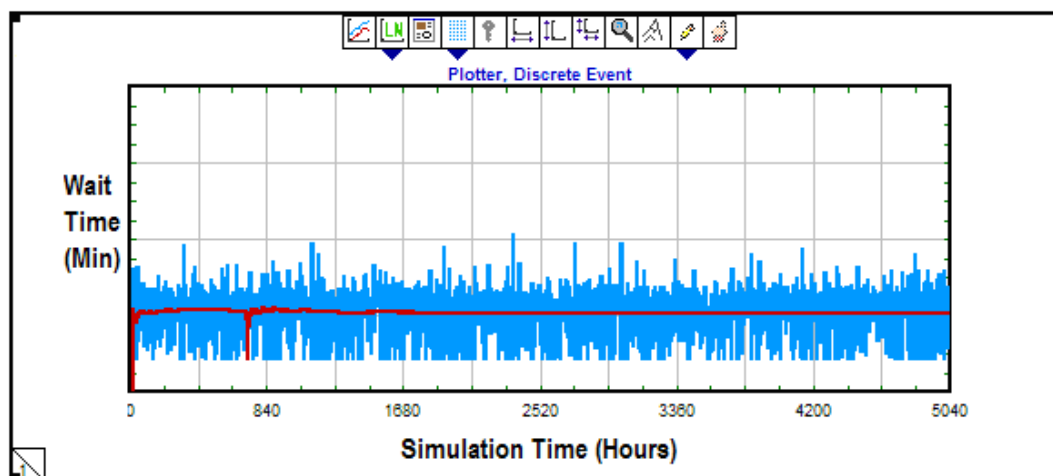 LN
Plotter, Discrete Event
Wait
Time
(Min)
0
840
1680
2520
3360
4200
5040
Simulation Time (Hours)
1